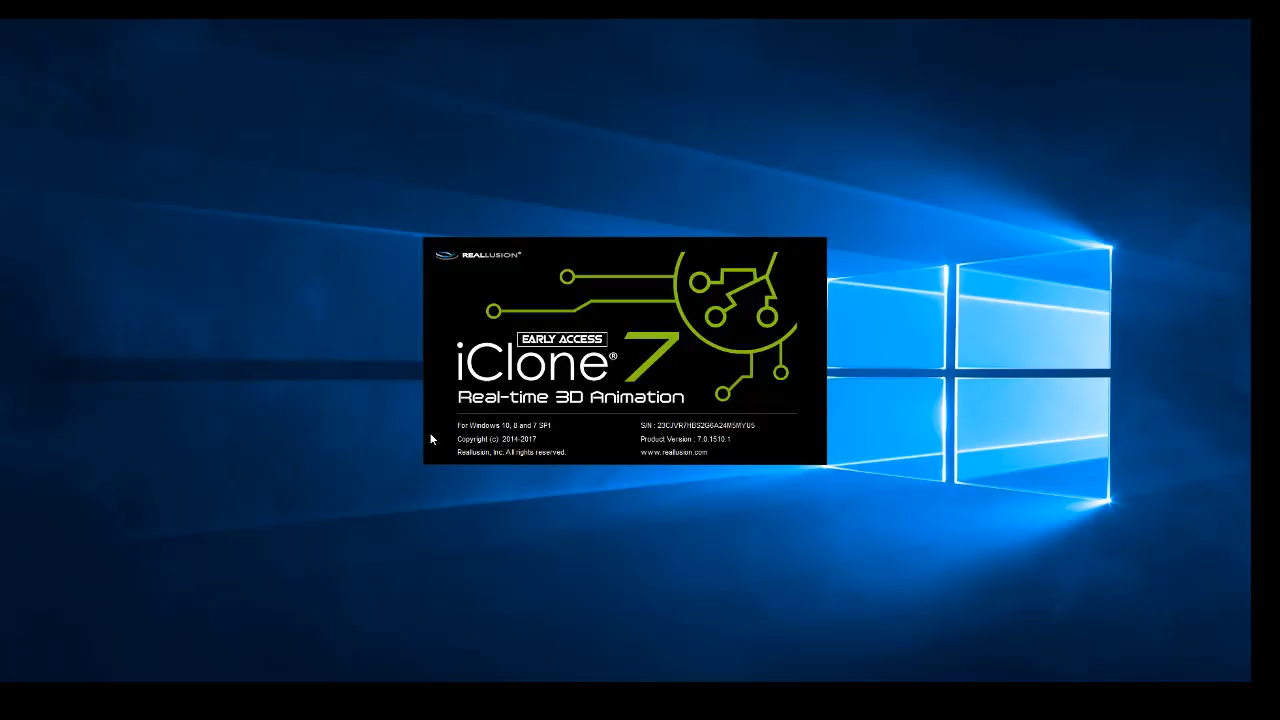 REALLUSION®
EARLY ACCESS
iClone® 7
Real-time 3D Animation
For Windows 10, 8 and 7 SP1
Copyright (c) 2014-2017
Reallusion, Inc. All rights reserved.
S/N :
Product Version : 7.0.1510.1
www.reallusion.com